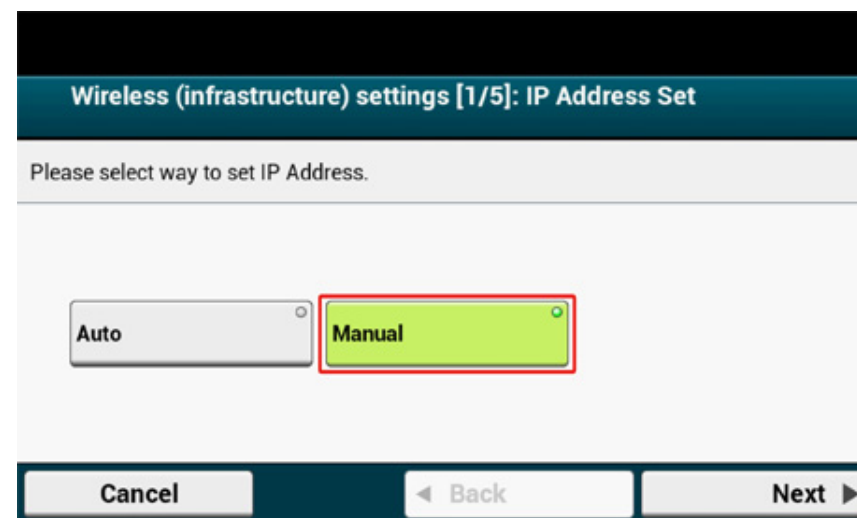 Wireless (infrastructure) settings [1/5]: IP Address Set
Please select way to set IP Address.
Auto
Manual
Cancel
Back
Next